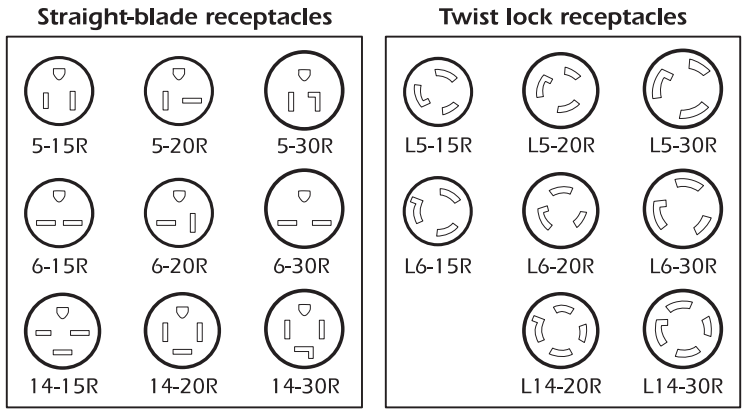 Straight-blade receptacles
Twist lock receptacles
5-15R 5-20R 5-30R
L5-15R L5-20R L5-30R
6-15R 6-20R 6-30R
L6-15R L6-20R L6-30R
14-15R 14-20R 14-30R
L14-20R L14-30R